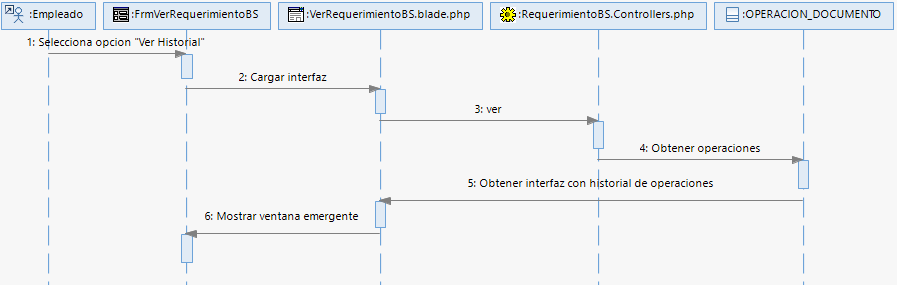 :Empleado
:FrmVerRequerimientoBS
:VerRequerimientoBS.blade.php
:RequerimientoBS.Controllers.php
:OPERACION_DOCUMENTO
1: Selecciona opcion "Ver Historial"
2: Cargar interfaz
3: ver
4: Obtener operaciones
5: Obtener interfaz con historial de operaciones
6: Mostrar ventana emergente